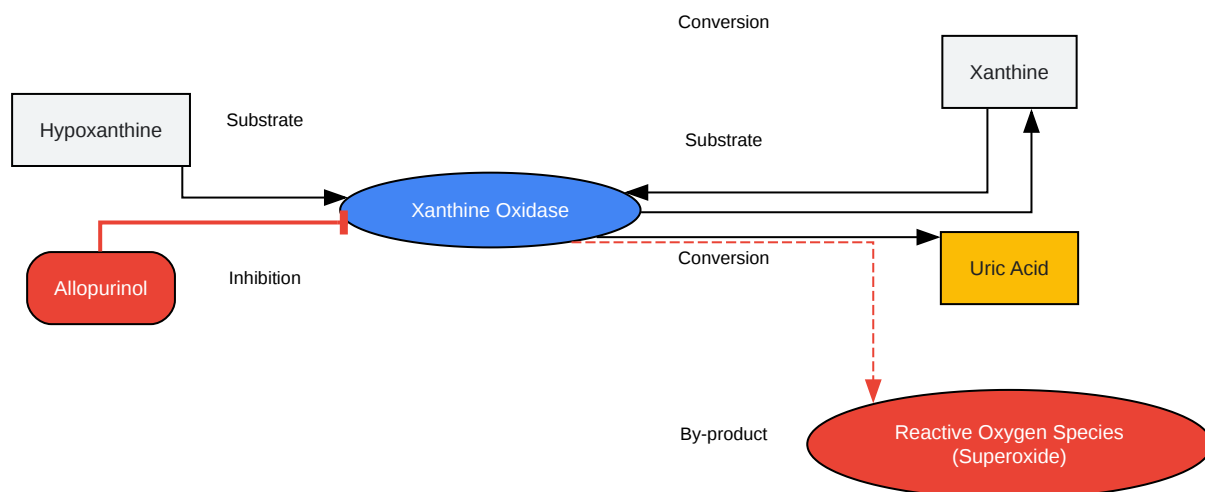 Conversion
Xanthine
Hypoxanthine
Substrate
Substrate
Xanthine Oxidase
Conversion
Uric Acid
Allopurinol
Inhibition
By-product
Reactive Oxygen Species
(Superoxide)